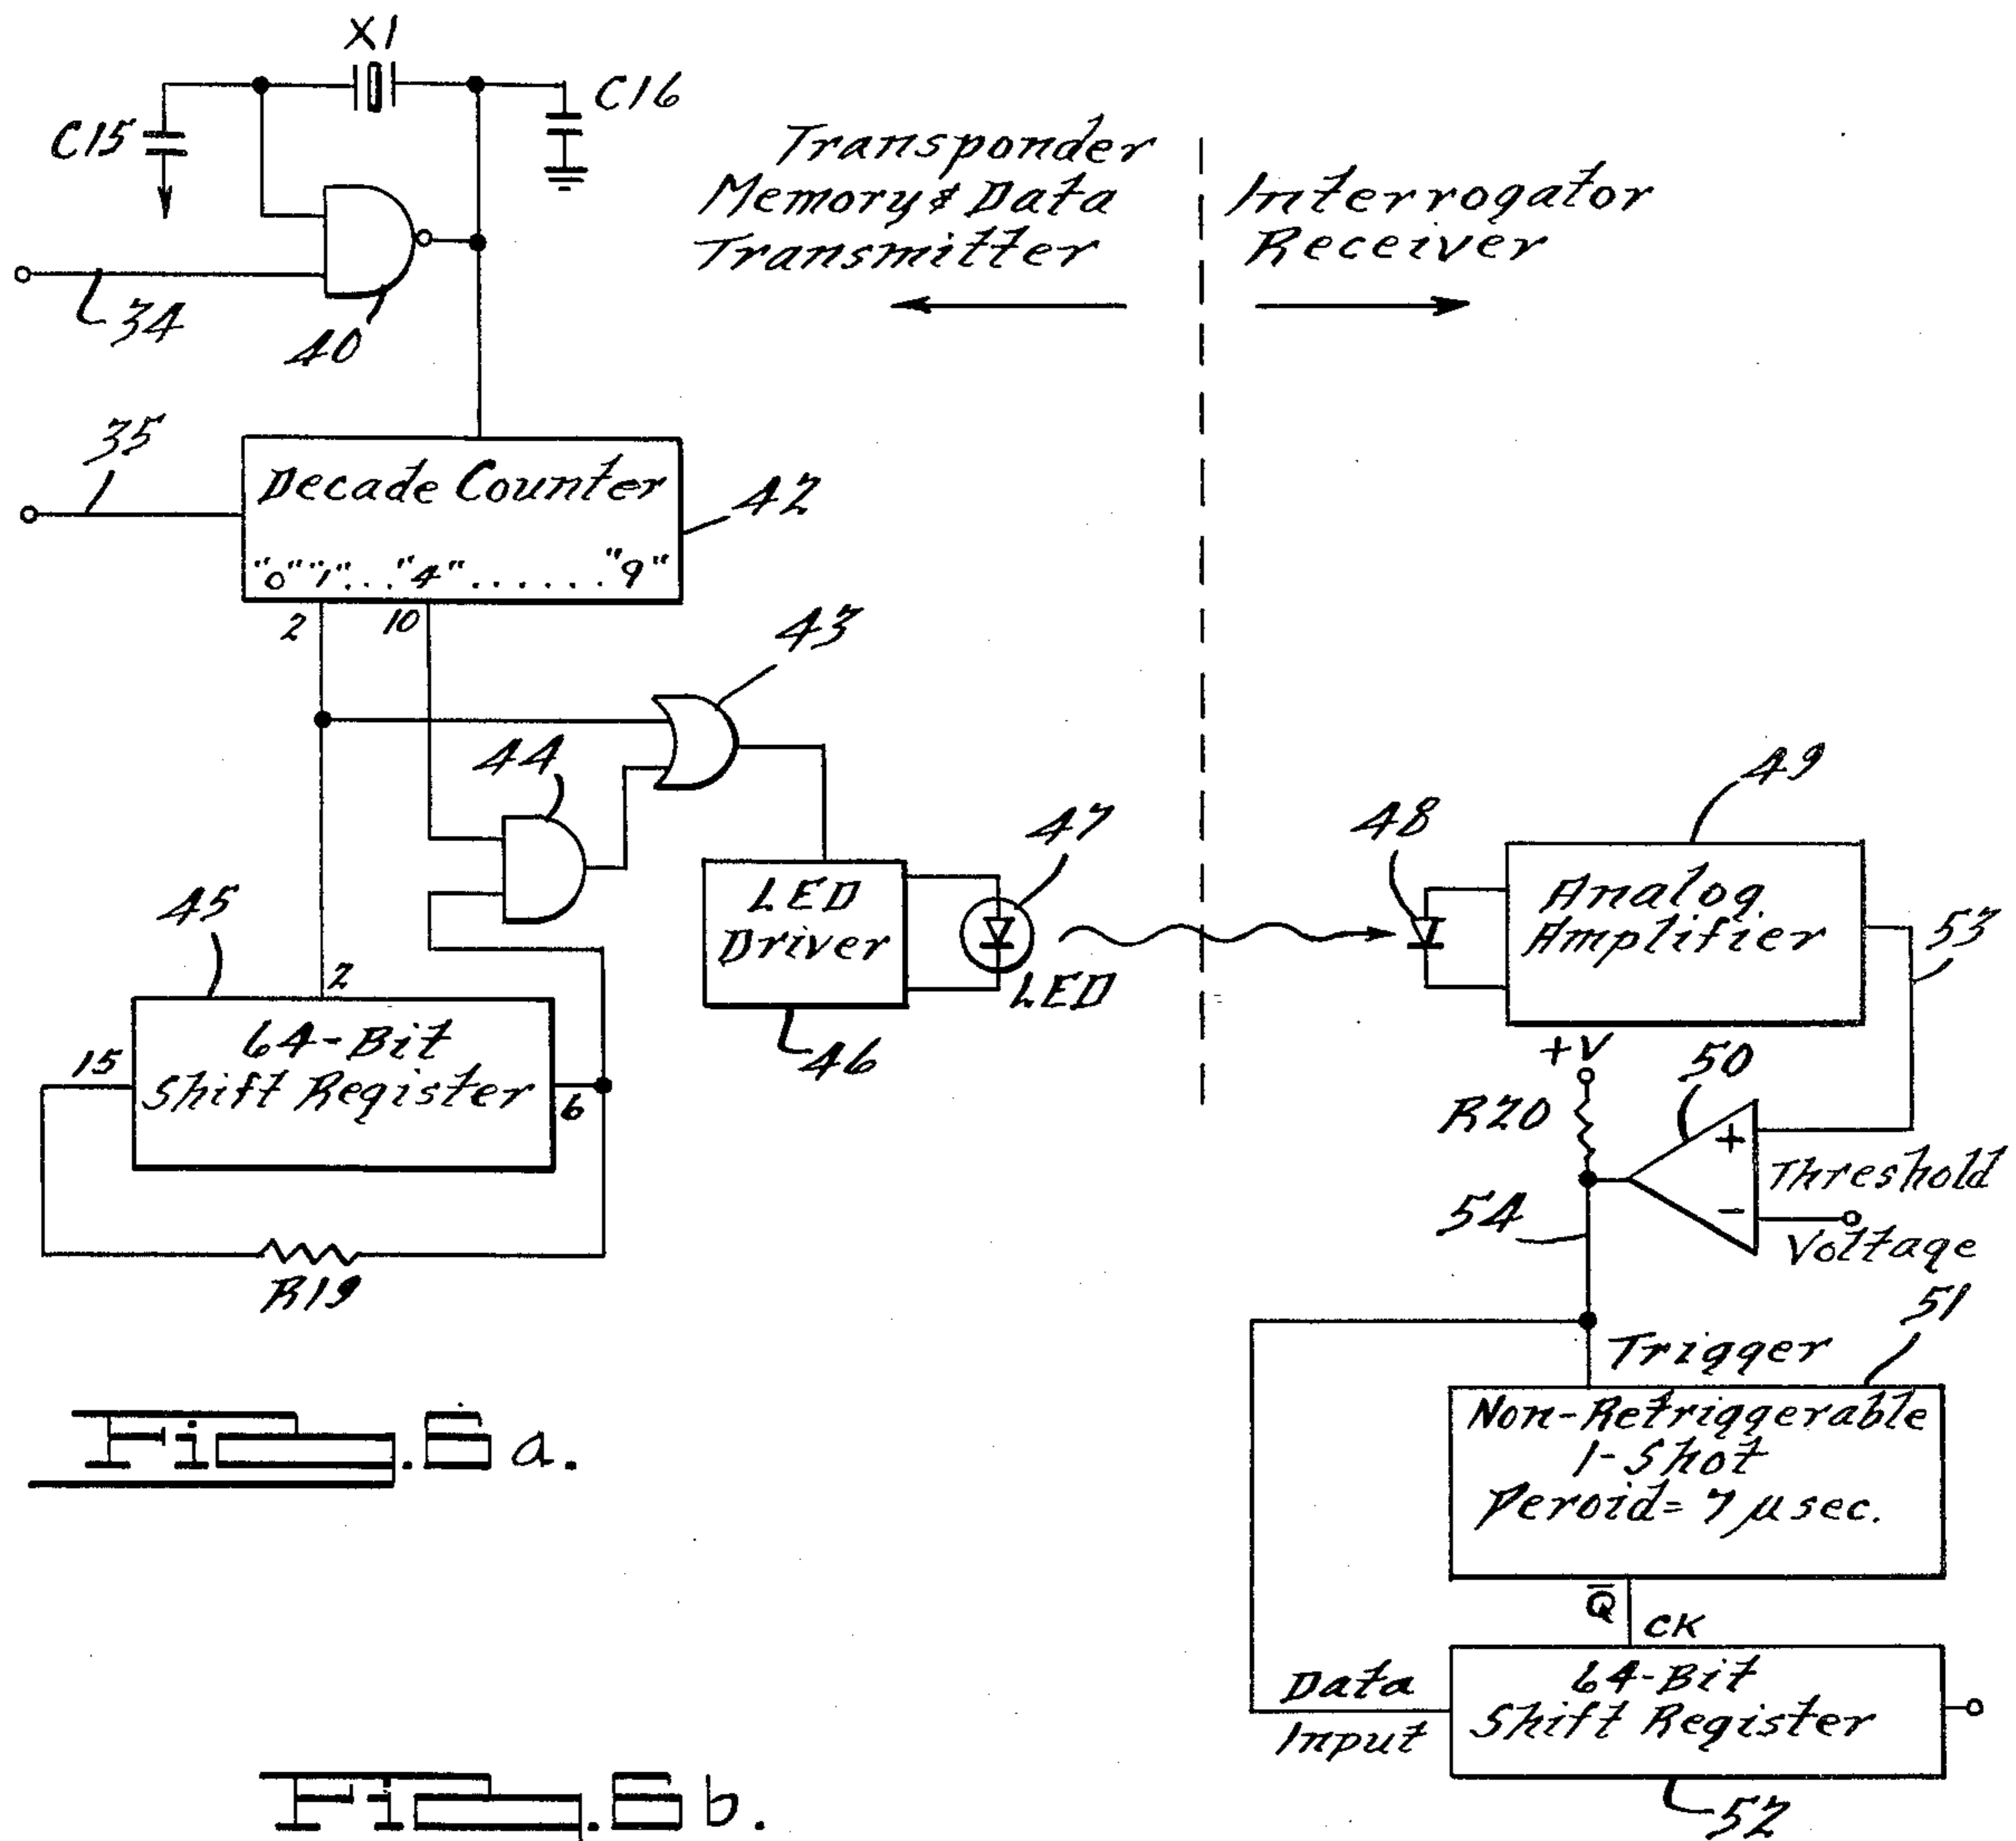 X1
C15
C16
34
40
Transponder
Memory & Data
Transmitter
Interrogator
Receiver
35
Decade Counter
"0" "1"..."4"......"9"
42
2
10
43
44
45
2
64-Bit
Shift Register
15
6
R19
LED
Driver
46
47
LED
48
49
Analog
Amplifier
53
+V
R20
50
+
-
Threshold
Voltage
54
51
Trigger
Non-Retriggerable
1-Shot
Peroid = 7 µsec.
Q̅
CK
Data
Input
64-Bit
Shift Register
52
Fig. 6 a.
Fig. 6 b.